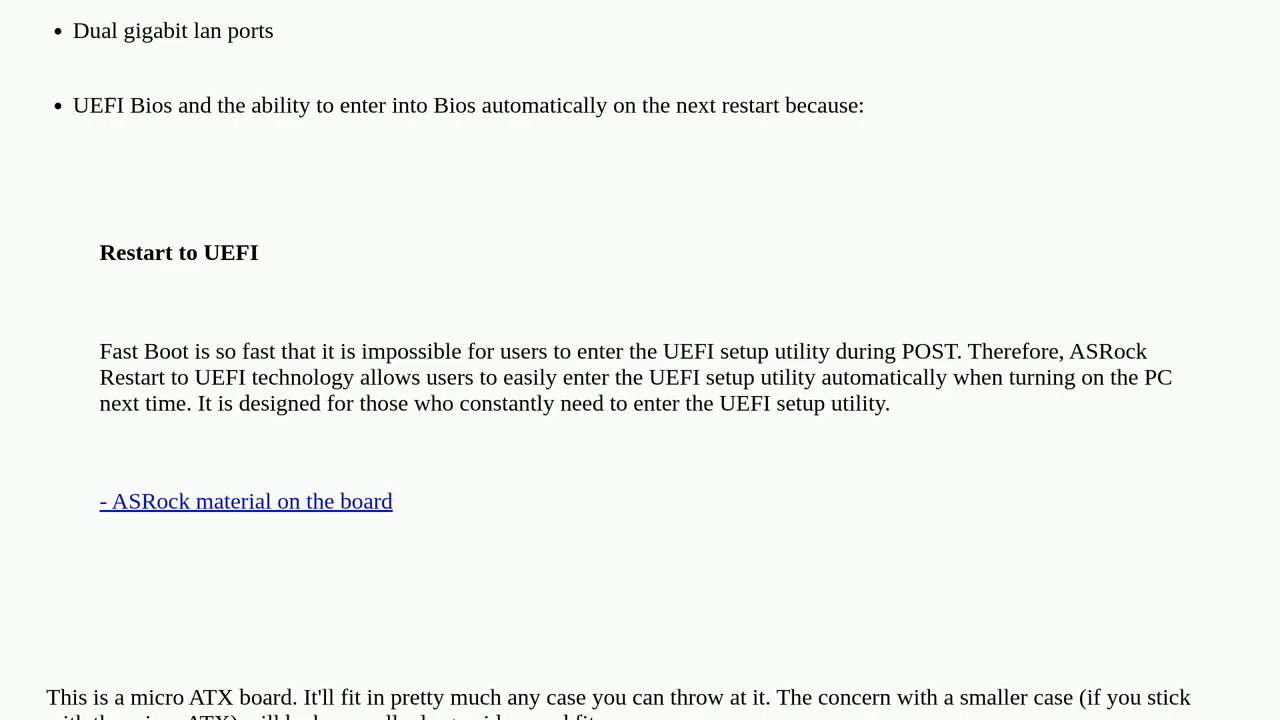 • Dual gigabit lan ports
• UEFI Bios and the ability to enter into Bios automatically on the next restart because:
Restart to UEFI
Fast Boot is so fast that it is impossible for users to enter the UEFI setup utility during POST. Therefore, ASRock
Restart to UEFI technology allows users to easily enter the UEFI setup utility automatically when turning on the PC
next time. It is designed for those who constantly need to enter the UEFI setup utility.
- ASRock material on the board
This is a micro ATX board. It'll fit in pretty much any case you can throw at it. The concern with a smaller case (if you stick